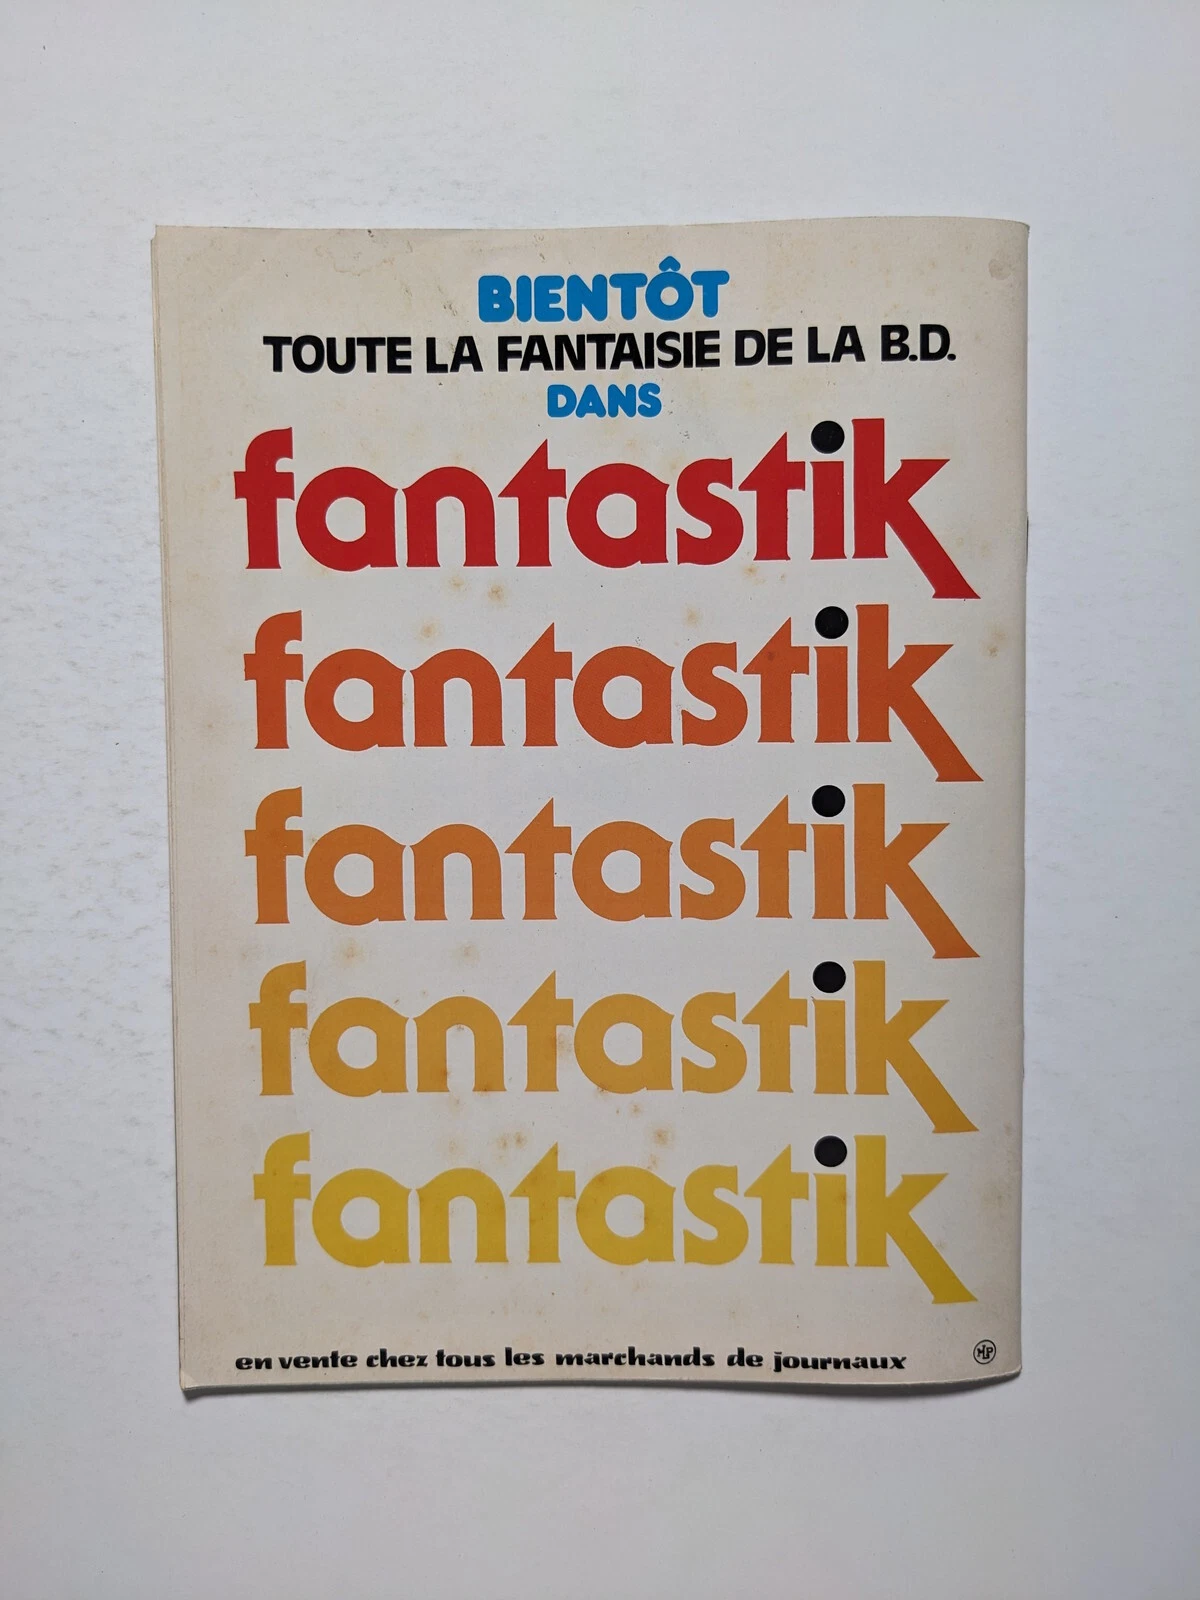 BIENTÔT
TOUTE LA FANTAISIE DE LA B.D.
DANS
fantastik
fantastik
fantastik
fantastik
fantastik
en vente chez tous les marchands de journaux
MLP